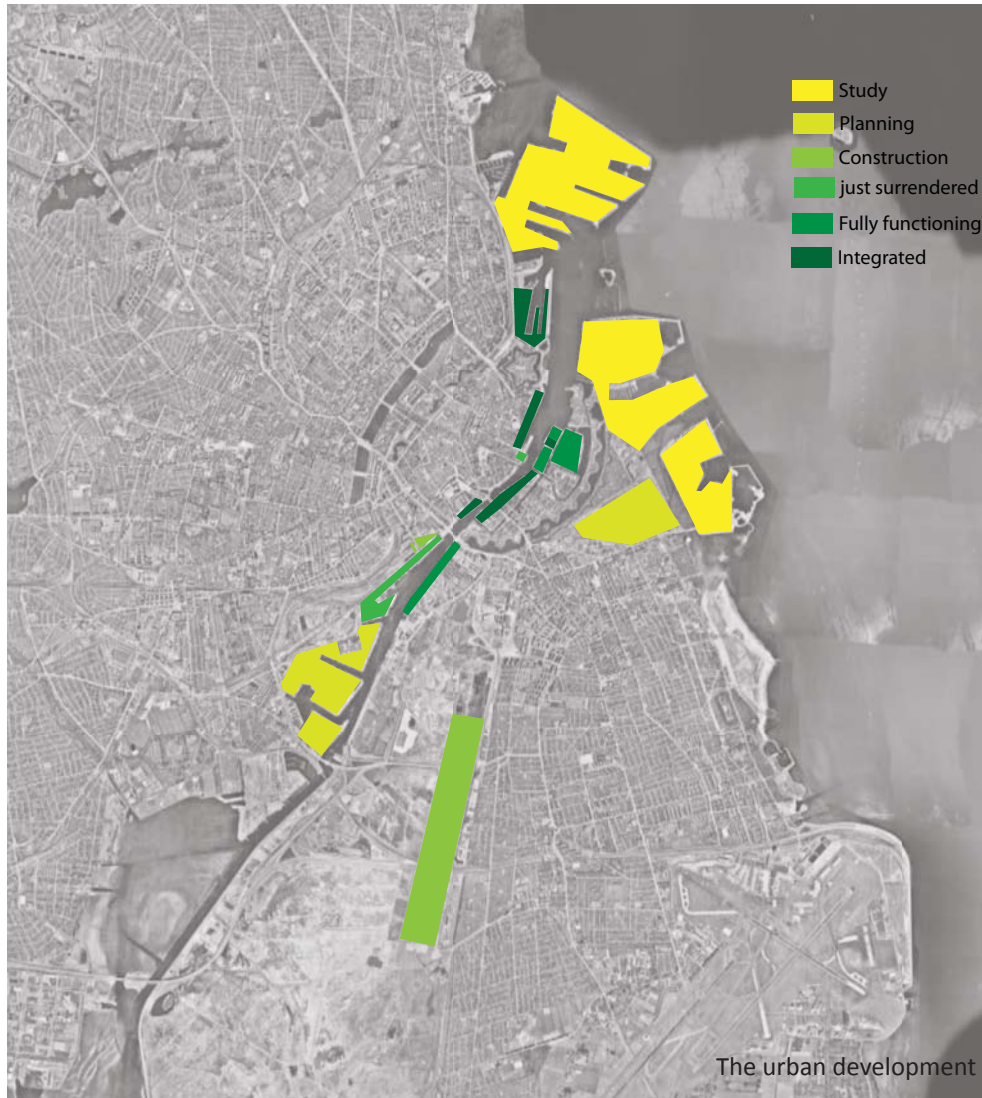 Study
Planning
Construction
just surrendered
Fully functioning
Integrated
The urban development